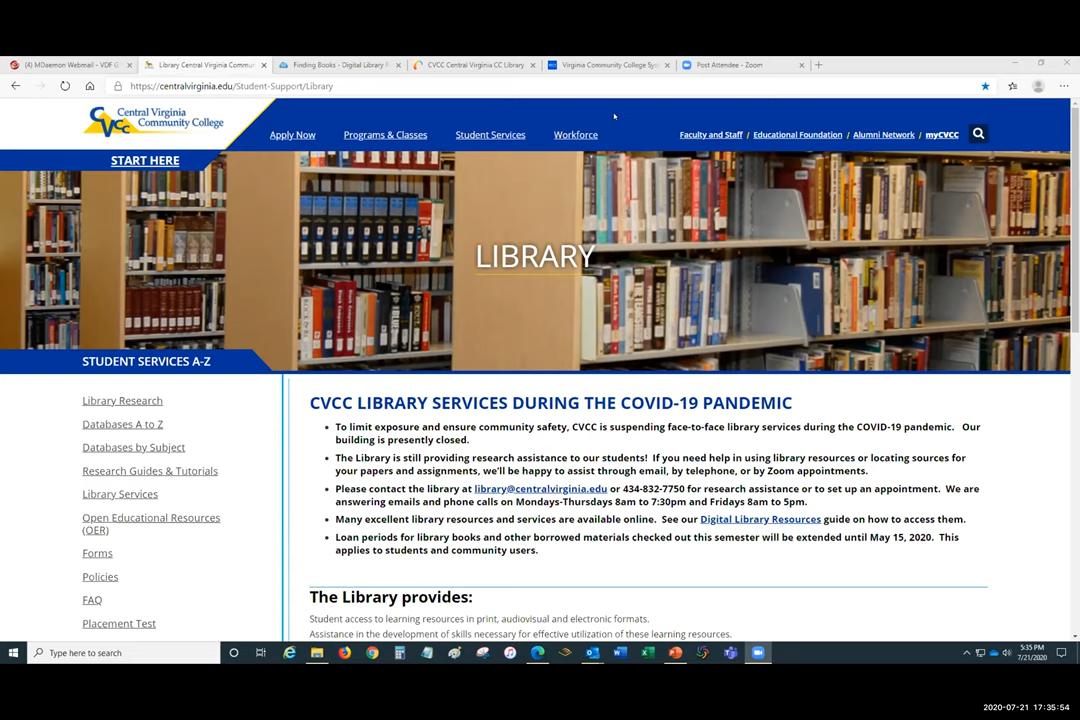 (4) MDaemon Webmail - VDF G
Library Central Virginia Commun
Finding Books - Digital Library R
CVCC Central Virginia CC Library
Virginia Community College Sys
Post Attendee - Zoom
https://centralvirginia.edu/Student-Support/Library
CVCC
Central Virginia
Community College
Apply Now
Programs & Classes
Student Services
Workforce
Faculty and Staff / Educational Foundation / Alumni Network / myCVCC
START HERE
LIBRARY
STUDENT SERVICES A-Z
Library Research
Databases A to Z
Databases by Subject
Research Guides & Tutorials
Library Services
Open Educational Resources
(OER)
Forms
Policies
FAQ
Placement Test
CVCC LIBRARY SERVICES DURING THE COVID-19 PANDEMIC
• To limit exposure and ensure community safety, CVCC is suspending face-to-face library services during the COVID-19 pandemic. Our
building is presently closed.
• The Library is still providing research assistance to our students! If you need help in using library resources or locating sources for
your papers and assignments, we'll be happy to assist through email, by telephone, or by Zoom appointments.
• Please contact the library at library@centralvirginia.edu or 434-832-7750 for research assistance or to set up an appointment. We are
answering emails and phone calls on Mondays-Thursdays 8am to 7:30pm and Fridays 8am to 5pm.
• Many excellent library resources and services are available online. See our Digital Library Resources guide on how to access them.
• Loan periods for library books and other borrowed materials checked out this semester will be extended until May 15, 2020. This
applies to students and community users.
The Library provides:
Student access to learning resources in print, audiovisual and electronic formats.
Assistance in the development of skills necessary for effective utilization of these learning resources.
Type here to search
5:35 PM
7/21/2020
2020-07-21 17:35:54